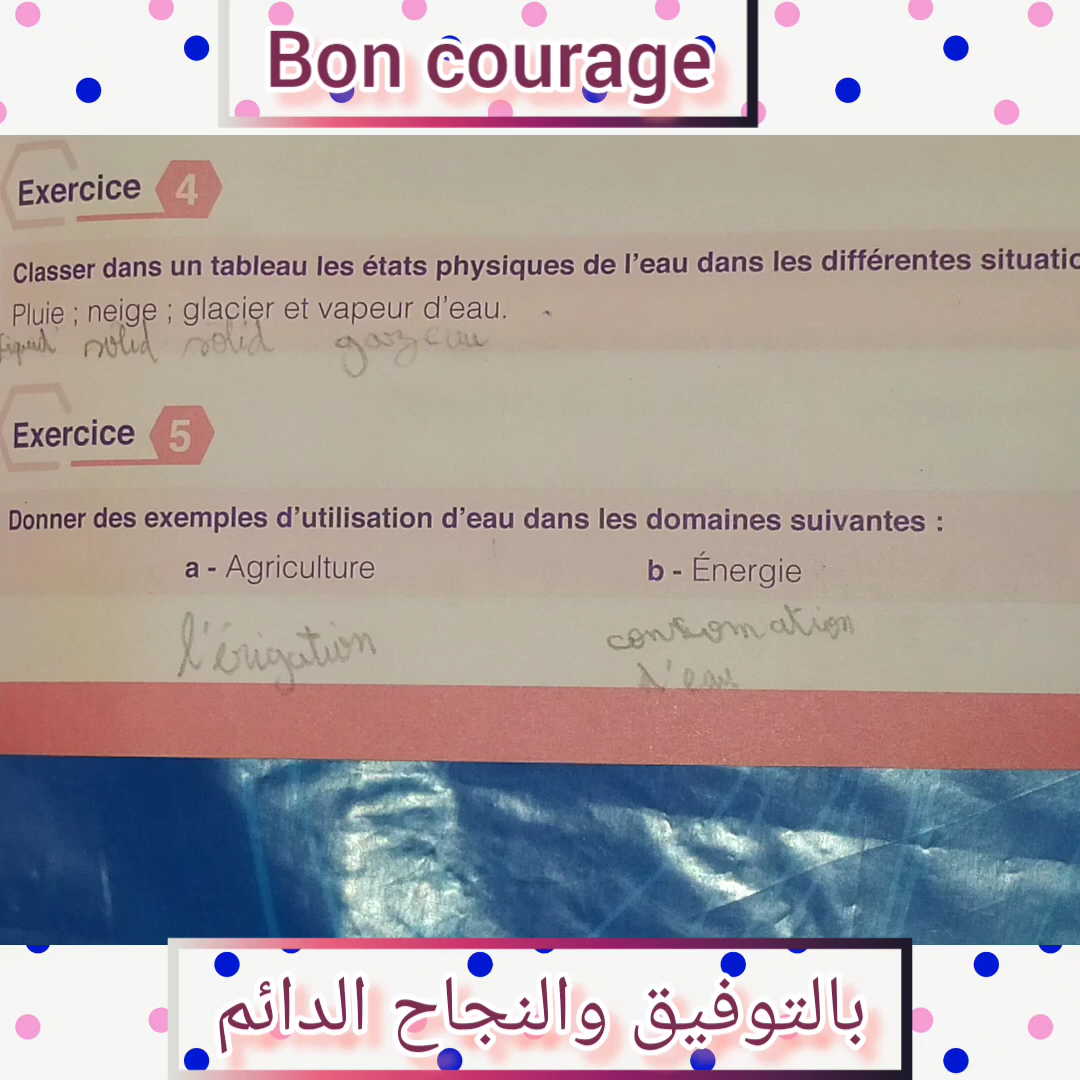 Bon courage
Exercice 4
Classer dans un tableau les états physiques de l'eau dans les différentes situatio
Pluie ; neige ; glacier et vapeur d'eau.
liquid solid solid gazeau
Exercice 5
Donner des exemples d'utilisation d'eau dans les domaines suivantes :
a - Agriculture b - Énergie
l'érigation consomation
d'eau
بالتوفيق والنجاح الدائم